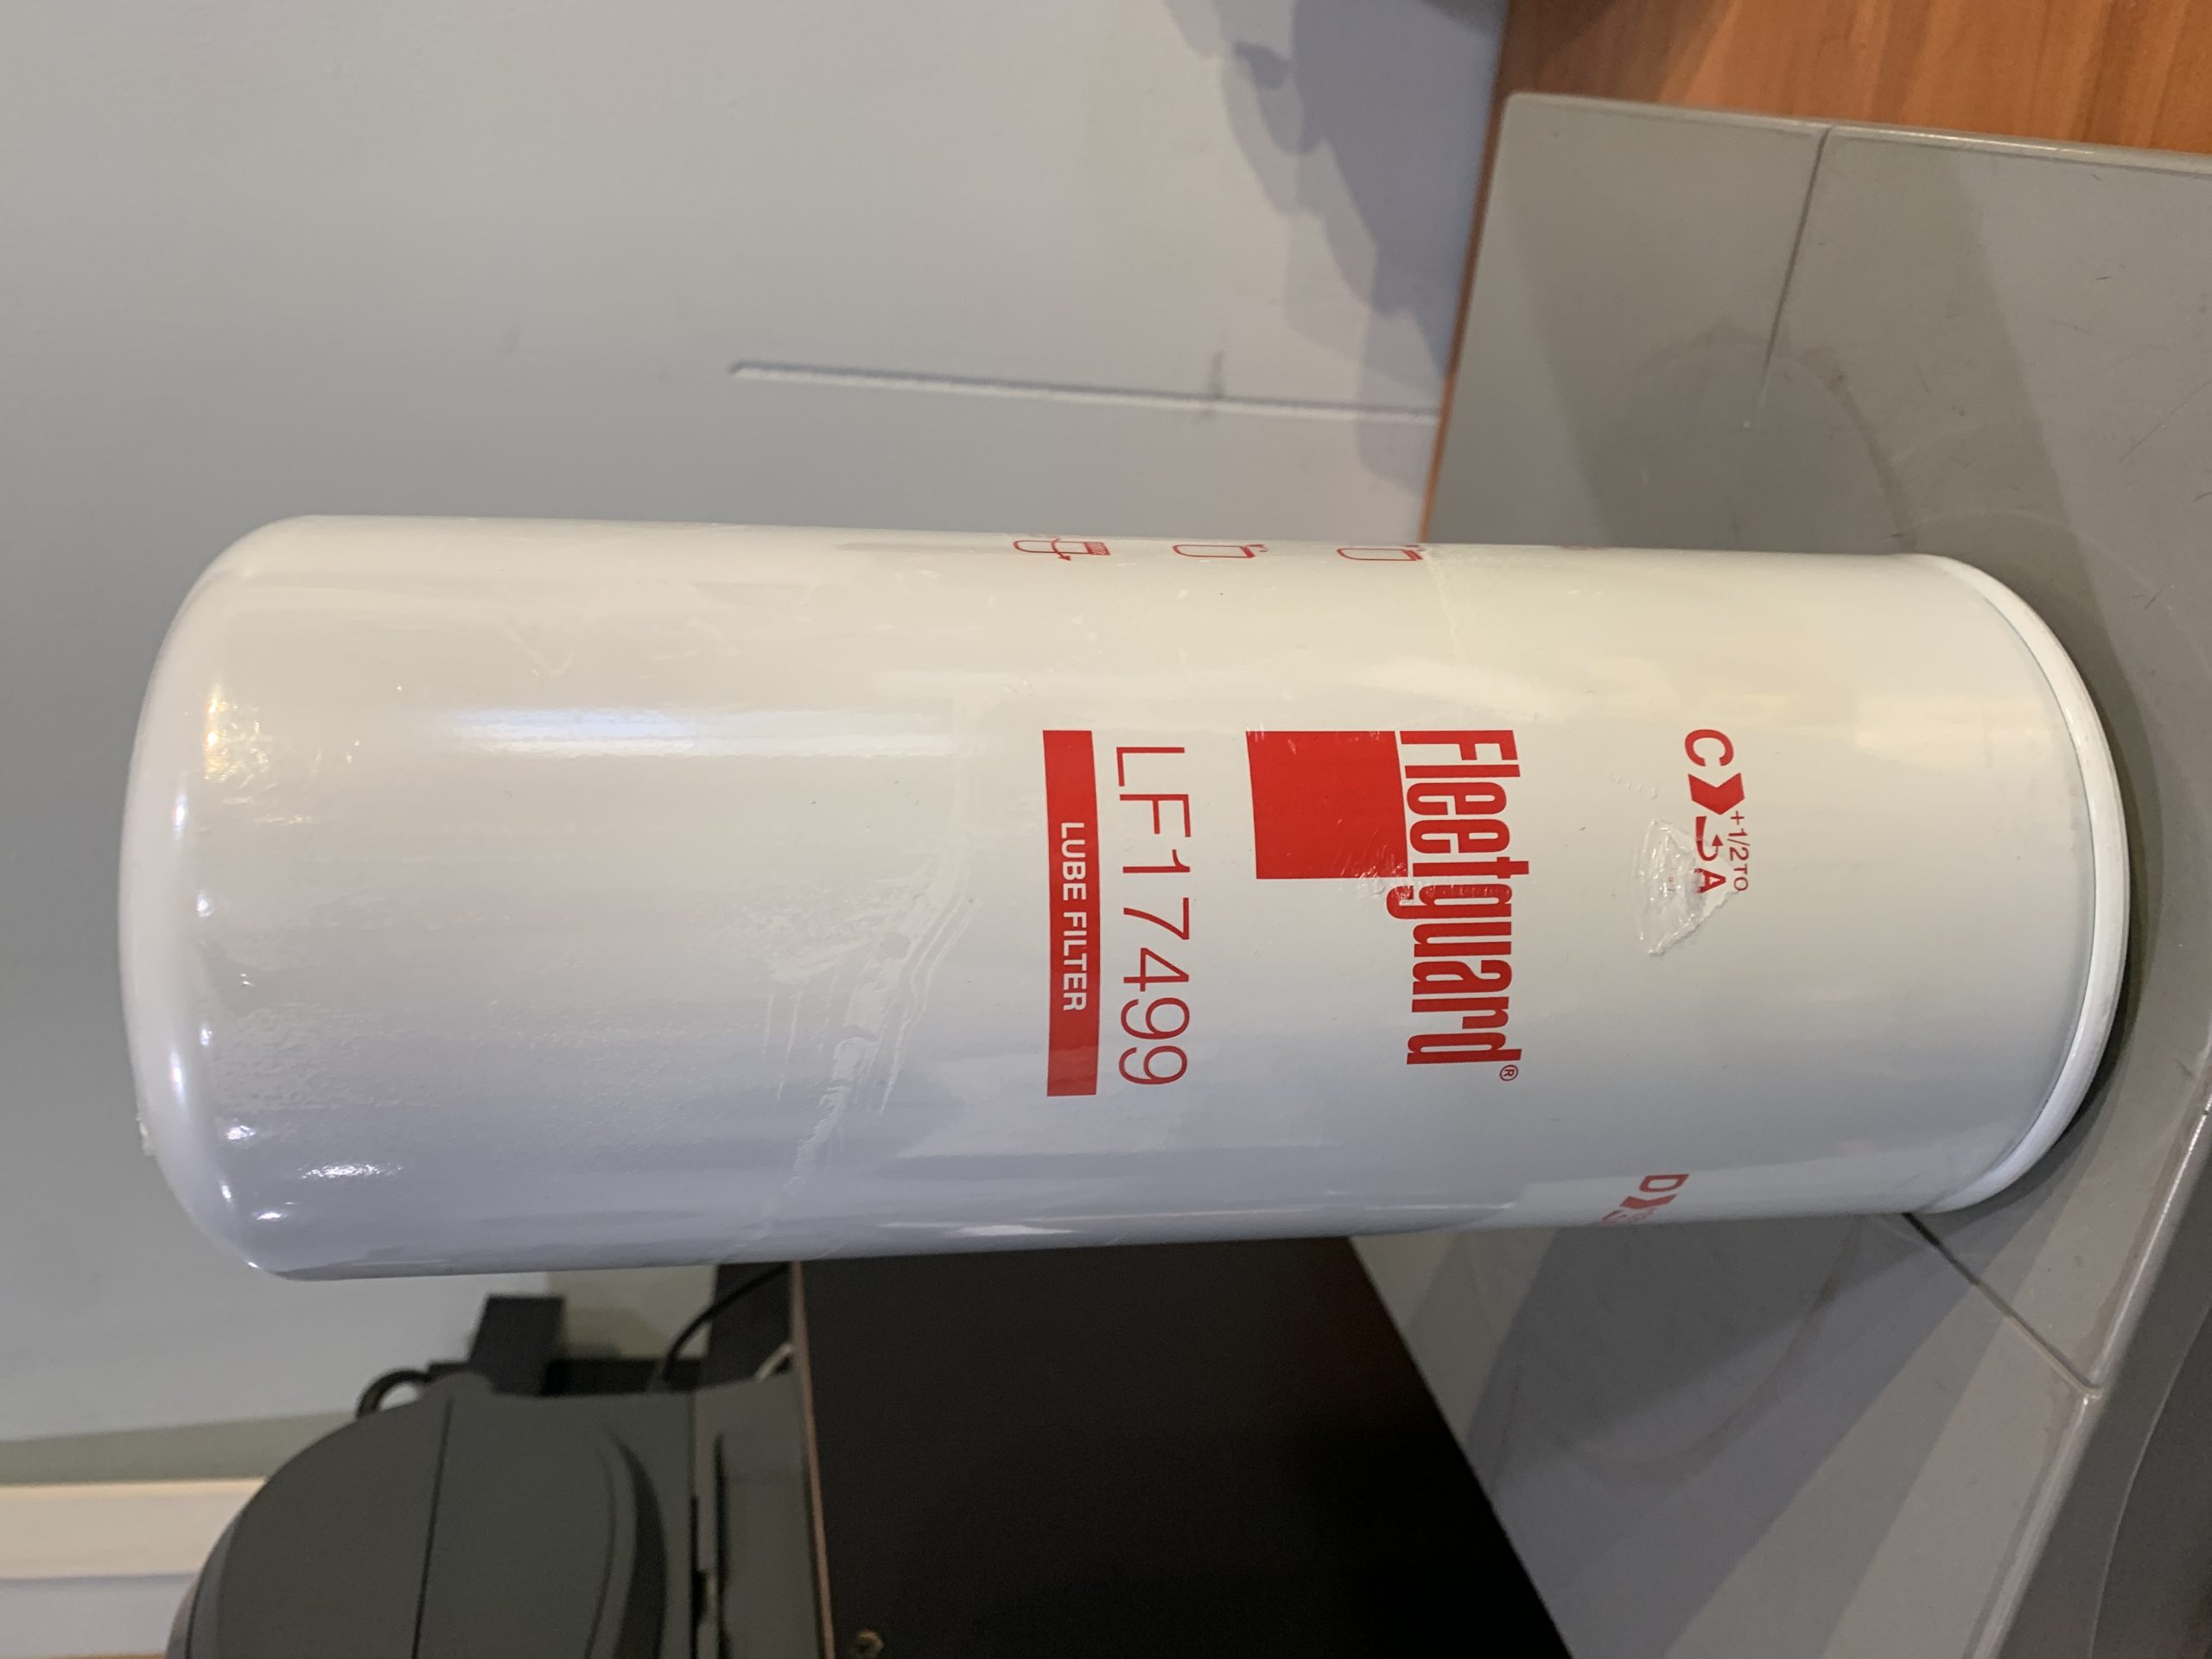 C +1/2TO A
D
Fleetguard®
LF17499
LUBE FILTER